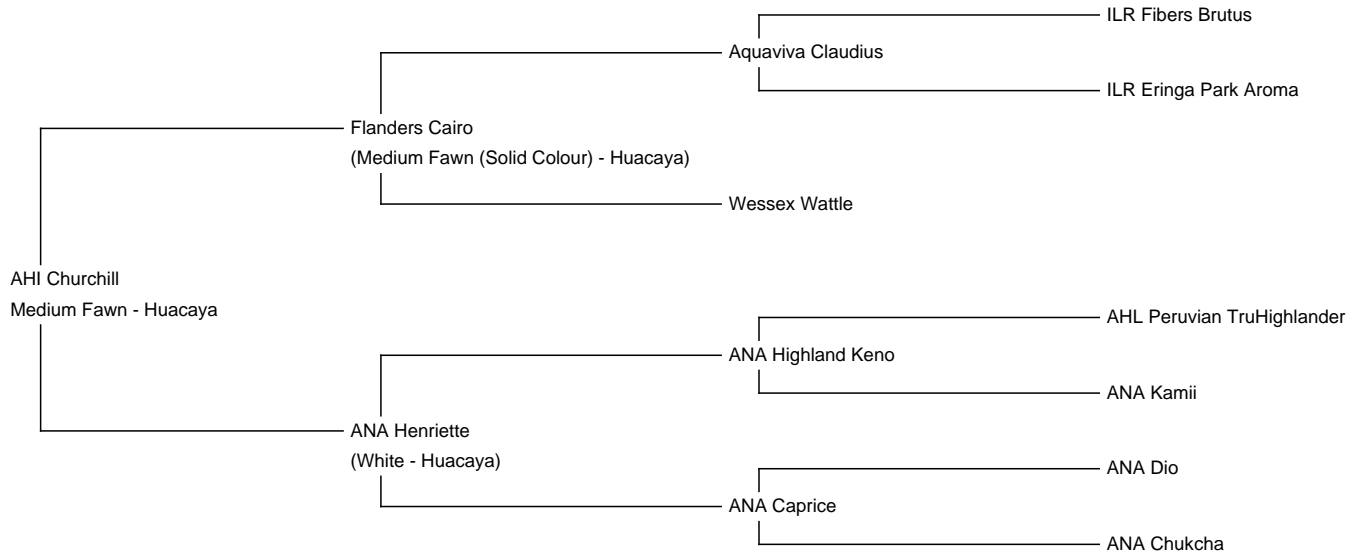 ILR Fibers Brutus
Aquaviva Claudius
ILR Eringa Park Aroma
Flanders Cairo
(Medium Fawn (Solid Colour) - Huacaya)
Wessex Wattle
AHI Churchill
Medium Fawn - Huacaya
AHL Peruvian TruHighlander
ANA Highland Keno
ANA Kamii
ANA Henriette
(White - Huacaya)
ANA Dio
ANA Caprice
ANA Chukcha